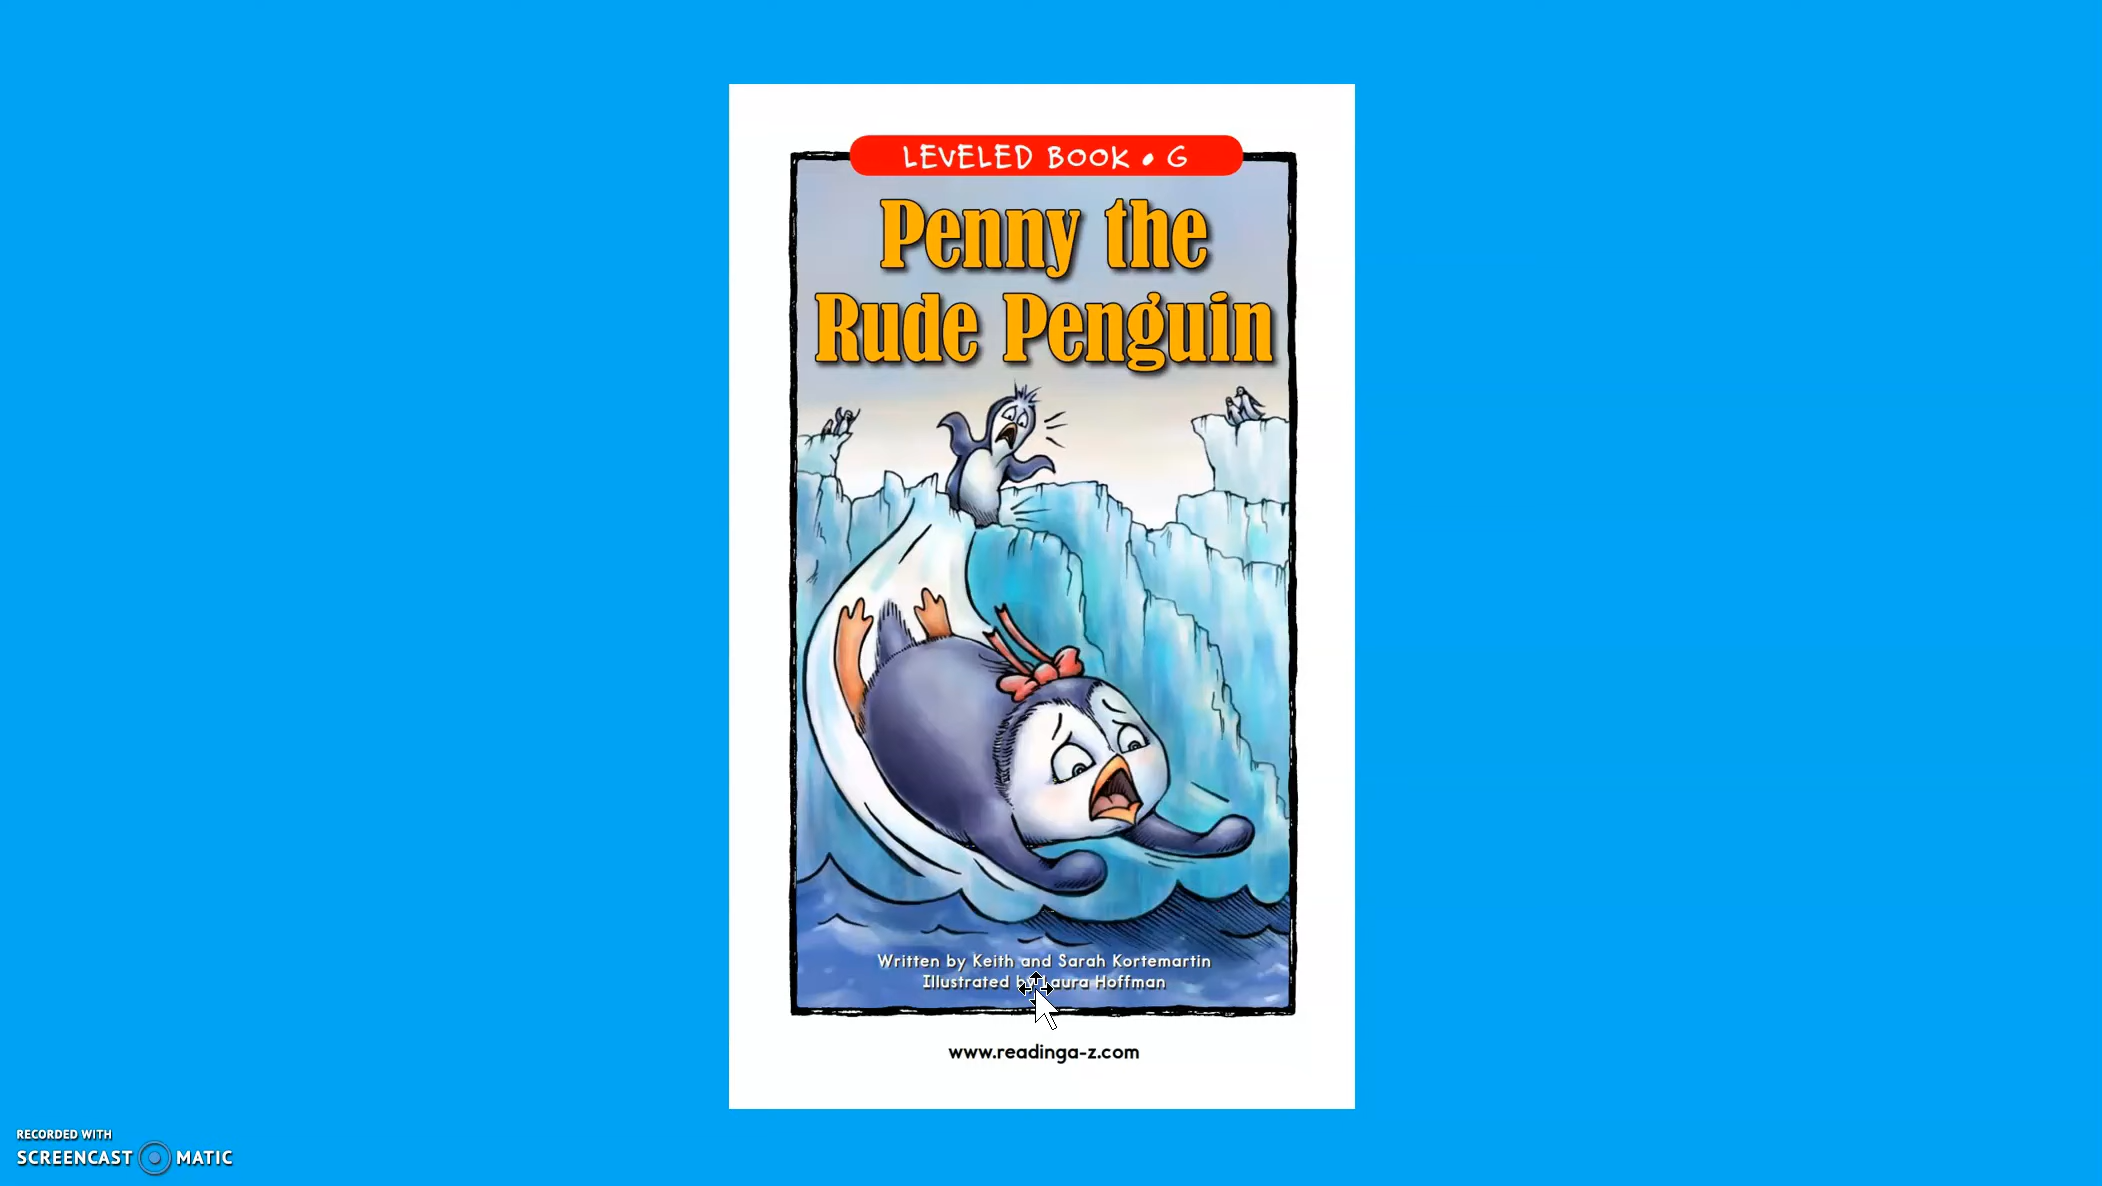 LEVELED BOOK • G
Penny the
Rude Penguin
Written by Keith and Sarah Kortemartin
Illustrated by Laura Hoffman
www.readinga-z.com
RECORDED WITH
SCREENCAST MATIC